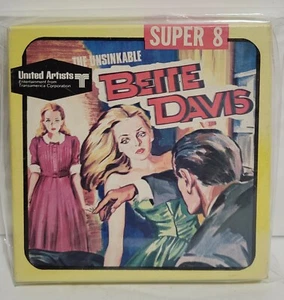 SUPER 8
United Artists
Entertainment from
Transamerica Corporation
THE UNSINKABLE
BETTE
DAVIS